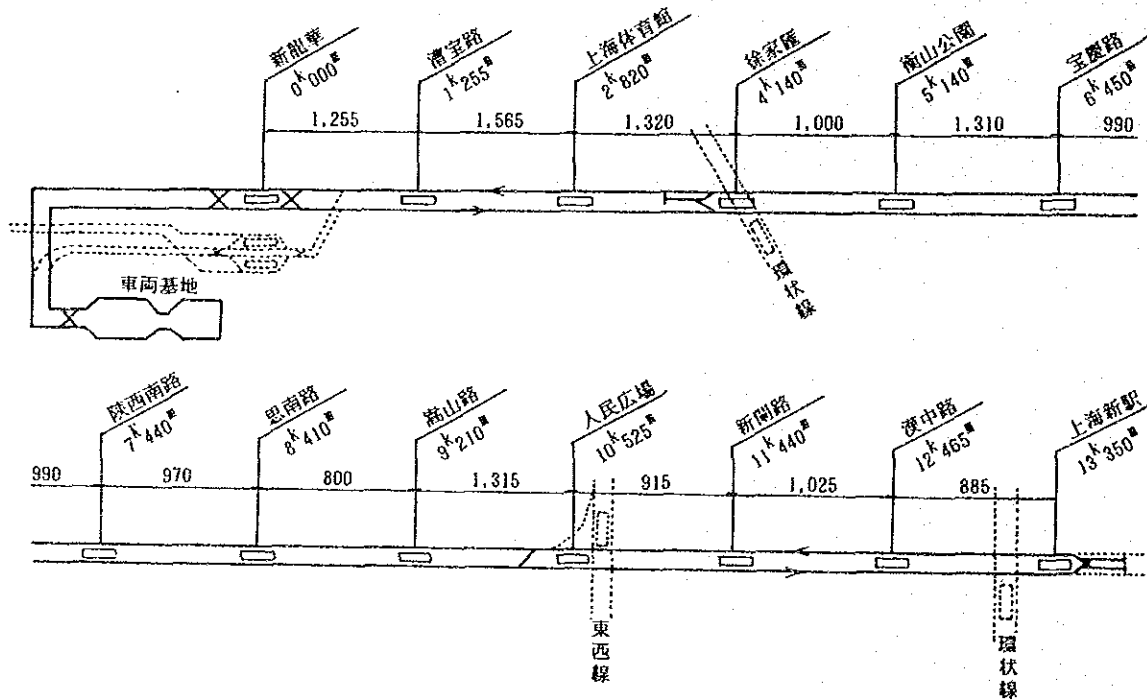 新龍華
0k000m
漕宝路
1k255m
上海体育館
2k820m
徐家匯
4k140m
衡山公園
5k140m
宝慶路
6k450m
1,255
1,565
1,320
1,000
1,310
990
車両基地
環状線
陜西南路
7k440m
思南路
8k410m
嵩山路
9k210m
人民広場
10k525m
新閘路
11k440m
漢中路
12k465m
上海新駅
13k350m
990
970
800
1,315
915
1,025
885
東西線
環状線